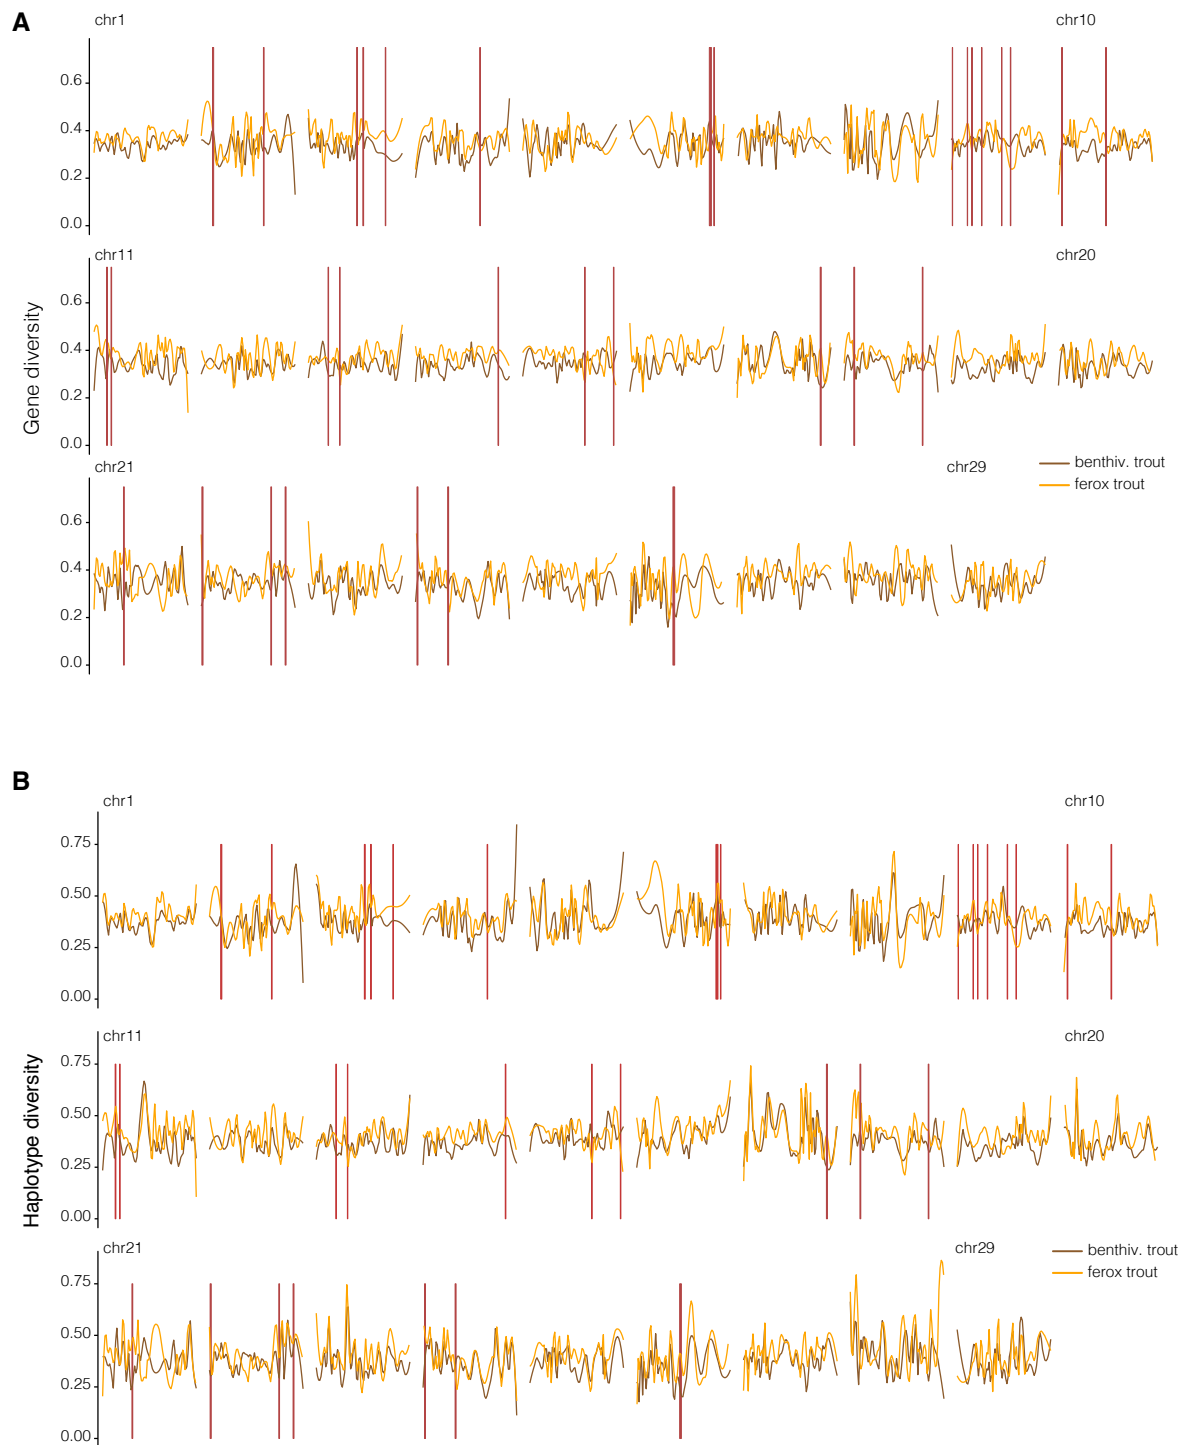 A
chr1 chr10
0.6
0.4
0.2
0.0
chr11 chr20
0.6
0.4
0.2
0.0
Gene diversity
chr21 chr29
benthiv. trout
ferox trout
0.6
0.4
0.2
0.0
B
chr1 chr10
0.75
0.50
0.25
0.00
chr11 chr20
0.75
0.50
0.25
0.00
Haplotype diversity
chr21 chr29
benthiv. trout
ferox trout
0.75
0.50
0.25
0.00